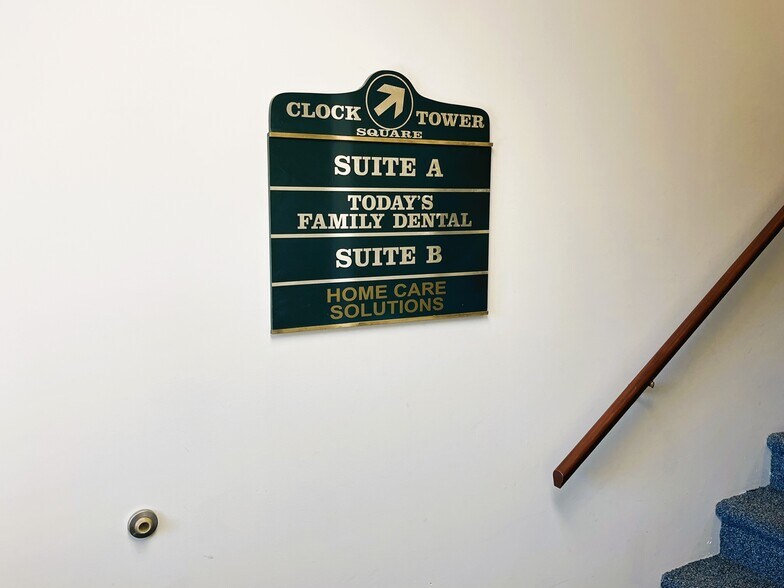 CLOCK TOWER
SQUARE
SUITE A
TODAY'S
FAMILY DENTAL
SUITE B
HOME CARE
SOLUTIONS